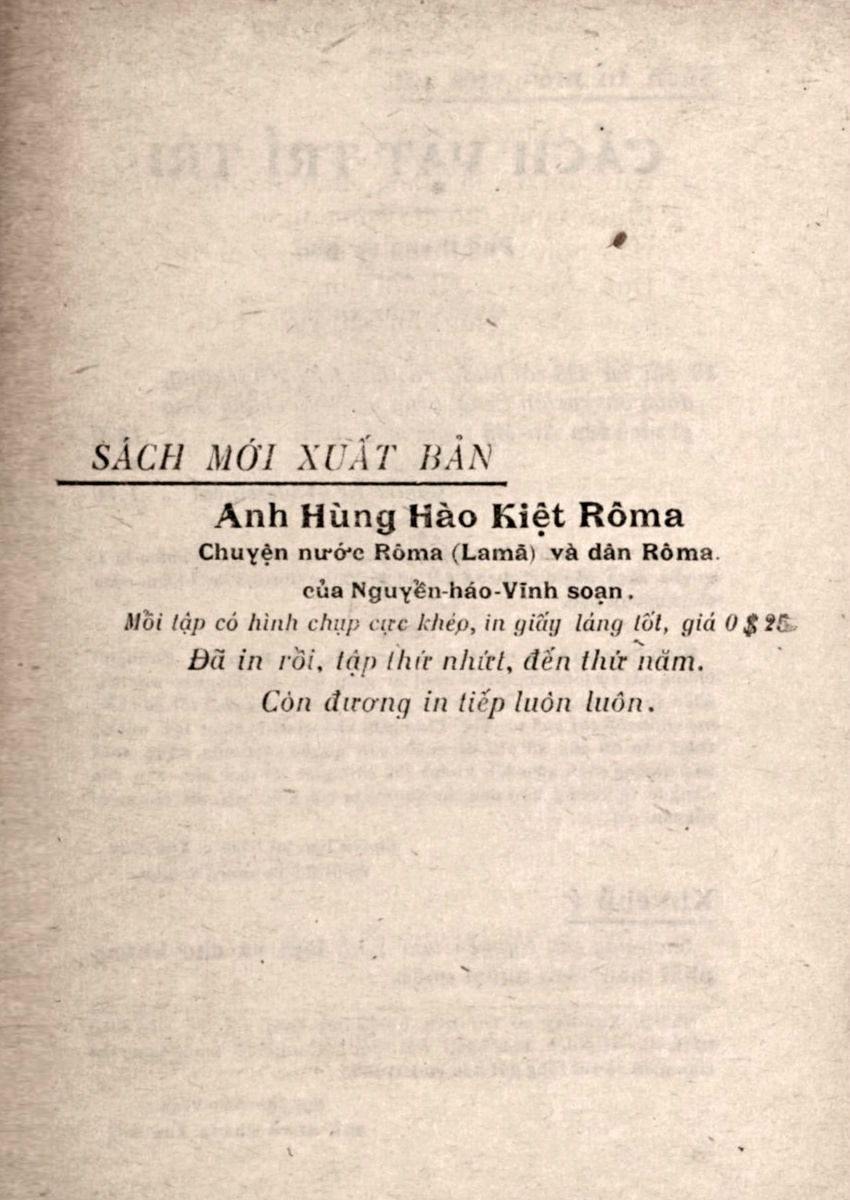 SÁCH MỚI XUẤT BẢN
Anh Hùng Hào Kiệt Rôma
Chuyện nước Rôma (Lamã) và dân Rôma.
của Nguyễn-háo-Vĩnh soạn.
Mỗi tập có hình chụp cực khéo, in giấy láng tốt, giá 0 $ 25
Đã in rồi, tập thứ nhứt, đến thứ năm.
Còn đương in tiếp luôn luôn.